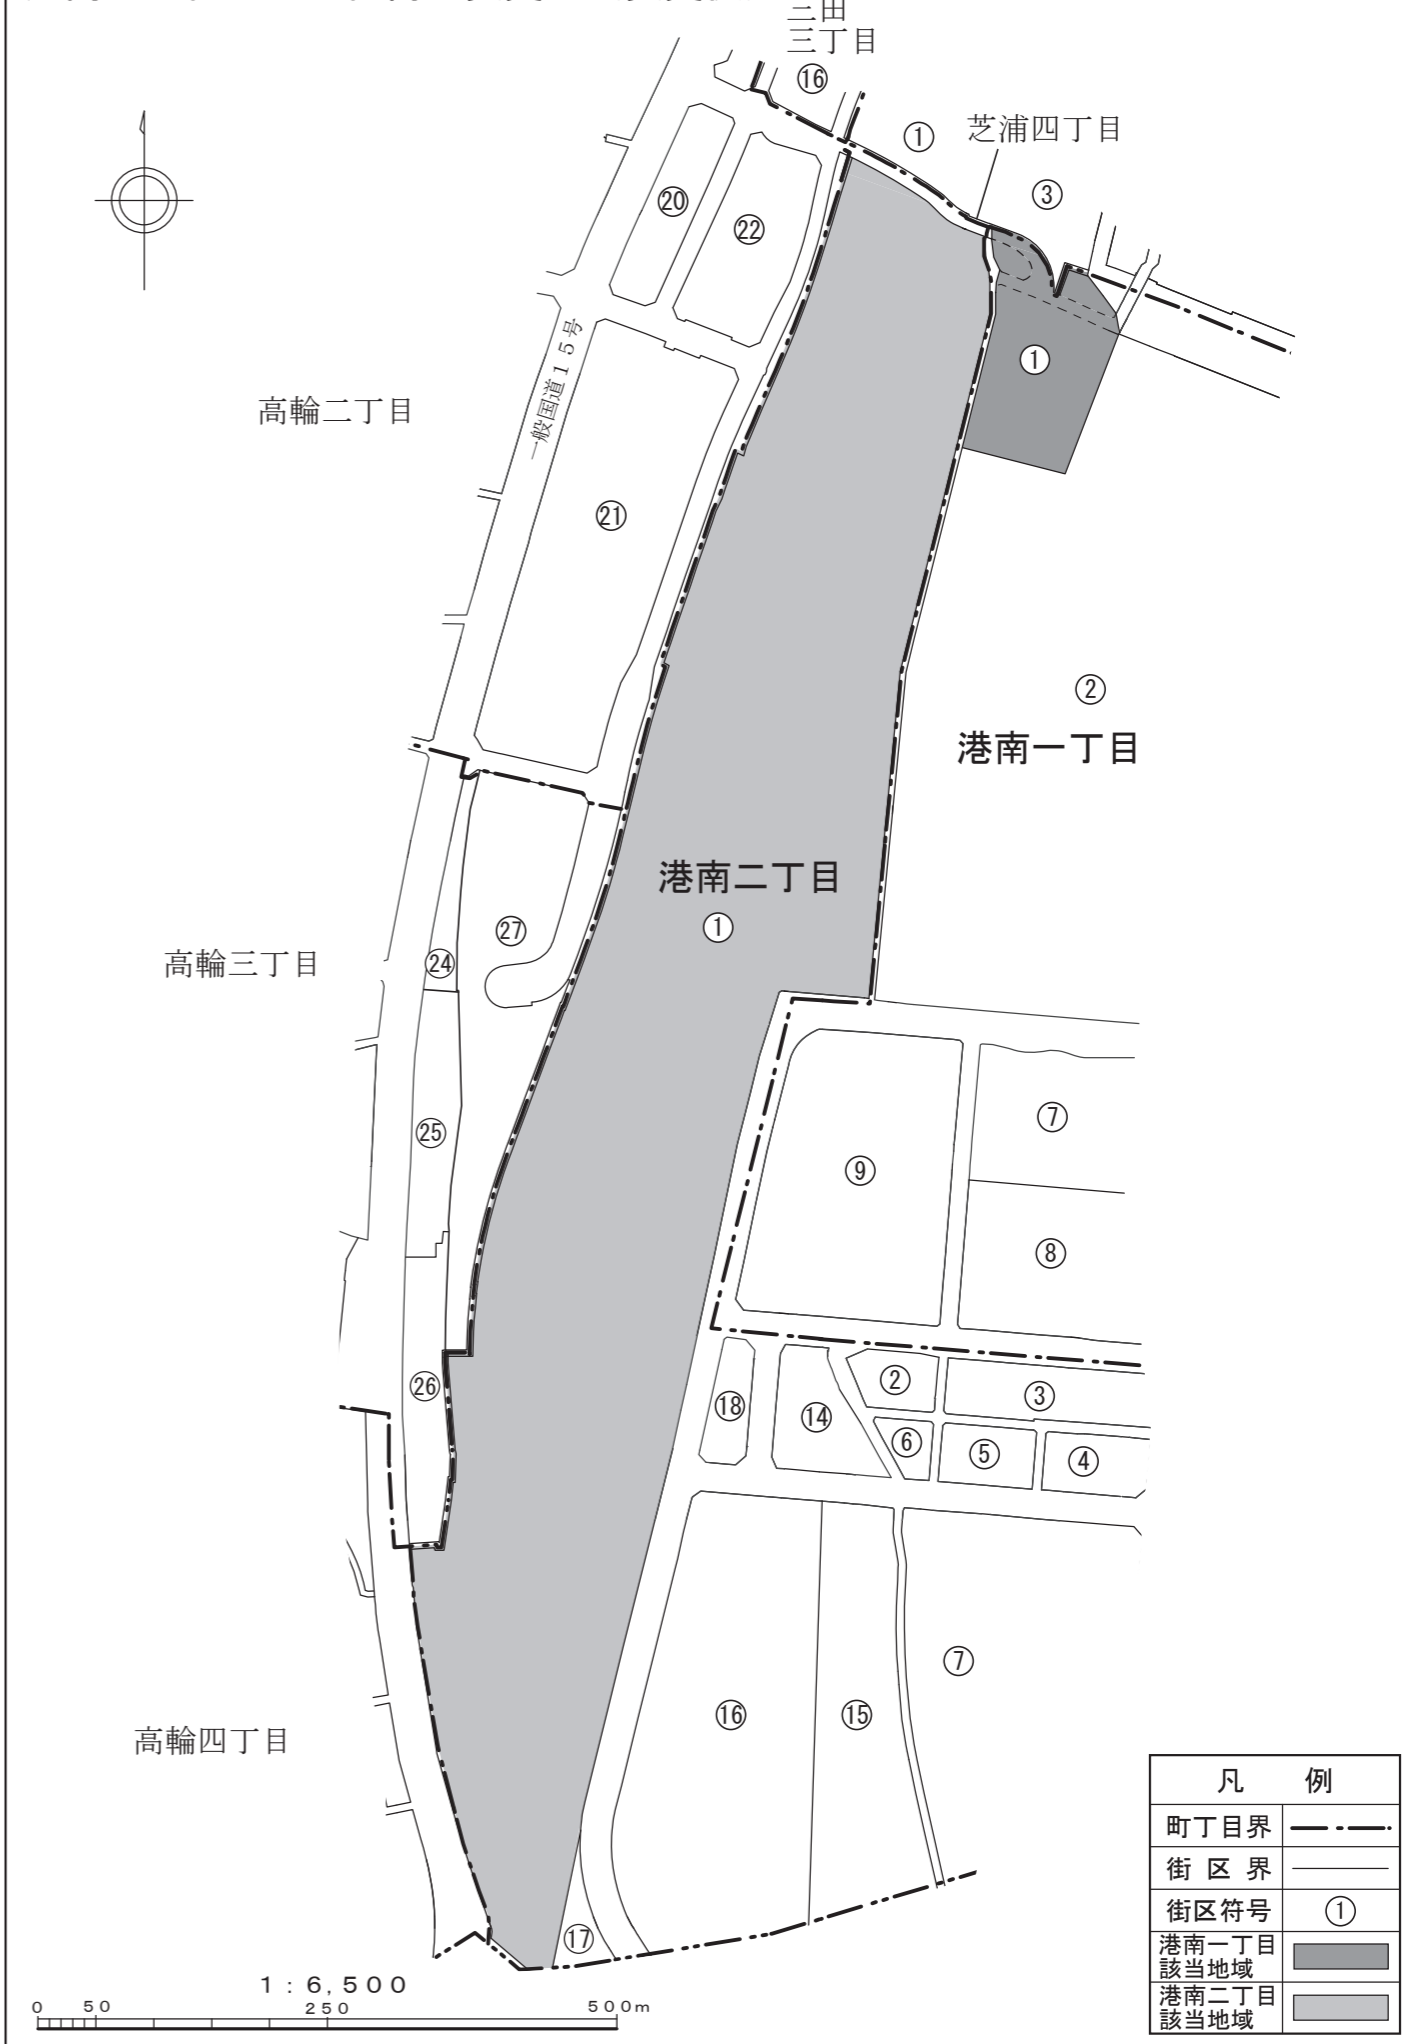 三田
三丁目
⑯
①
芝浦四丁目
③
⑳
㉒
一般国道15号
①
高輪二丁目
㉑
②
港南一丁目
港南二丁目
①
㉗
高輪三丁目
㉔
㉕
⑦
⑨
⑧
②
③
㉖
⑱
⑭
⑥
⑤
④
⑦
⑯
⑮
高輪四丁目
⑰
凡 例
町丁目界
街区界
街区符号 ①
港南一丁目
該当地域
港南二丁目
該当地域
1:6,500
0 50 250 500m